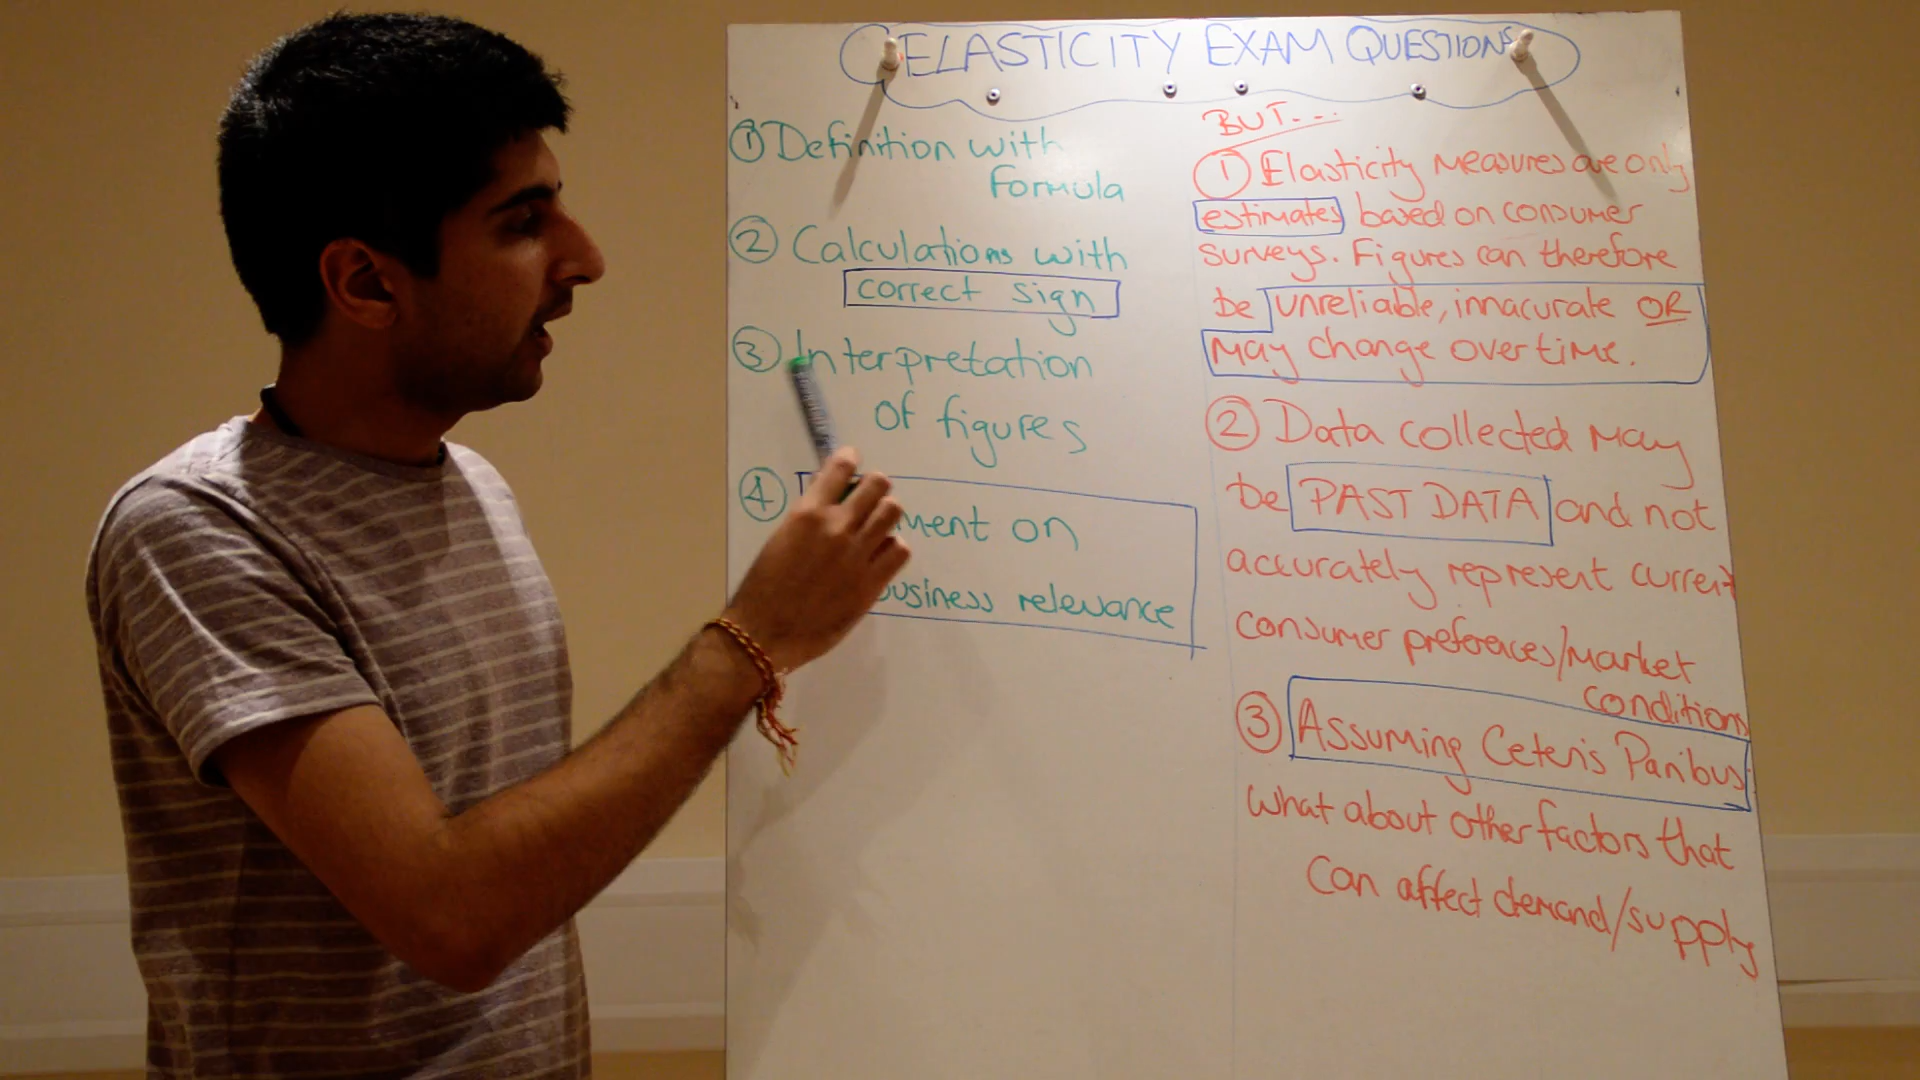 ELASTICITY EXAM QUESTIONS
① Definition with
formula
② Calculations with
correct sign
③ Interpretation
of figures
④
ment on
business relevance
BUT...
① Elasticity measures are only
estimates based on consumer
surveys. Figures can therefore
be unreliable, innacurate OR
may change over time.
② Data collected may
be PAST DATA and not
accurately represent current
consumer preferences/market
conditions
③ Assuming Ceteris Paribus
what about other factors that
can affect demand/supply